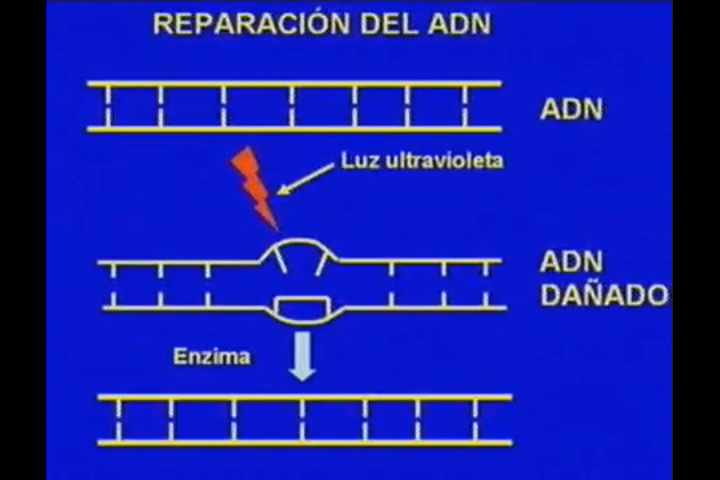 REPARACIÓN DEL ADN
ADN
Luz ultravioleta
ADN
DAÑADO
Enzima